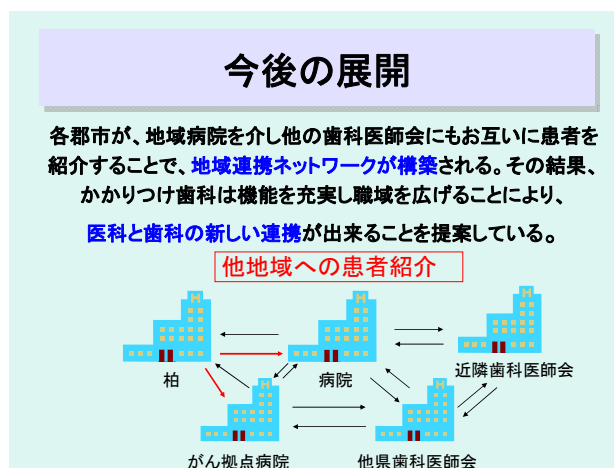 今後の展開
各郡市が、地域病院を介し他の歯科医師会にもお互いに患者を
紹介することで、地域連携ネットワークが構築される。その結果、
かかりつけ歯科は機能を充実し職域を広げることにより、
医科と歯科の新しい連携が出来ることを提案している。
他地域への患者紹介
柏
病院
近隣歯科医師会
がん拠点病院
他県歯科医師会